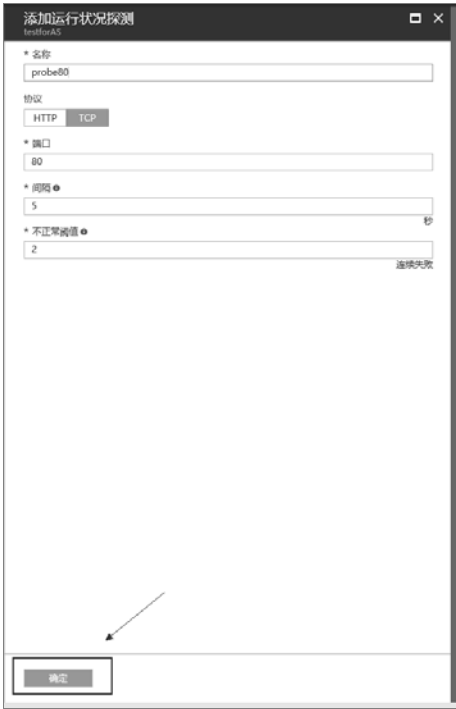 添加运行状况探测
testforAS
* 名称
probe80
协议
HTTP TCP
* 端口
80
* 间隔
5
秒
* 不正常阈值
2
连续失败
确定